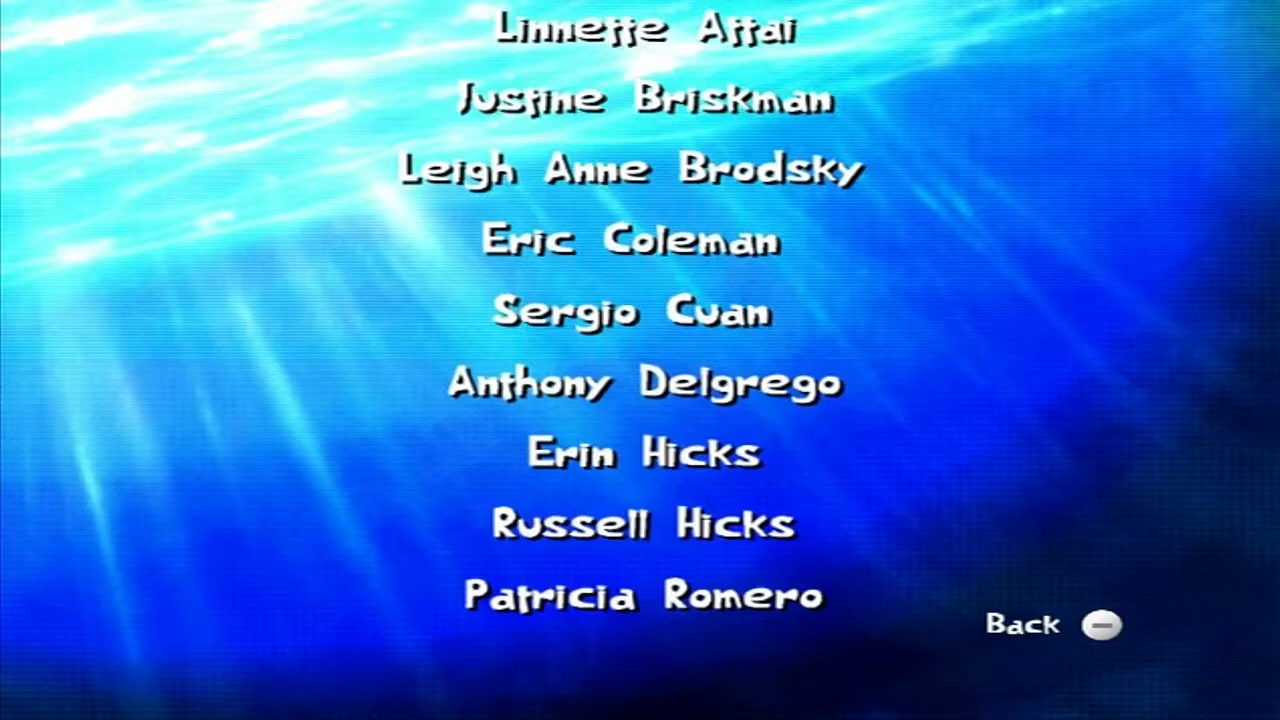 Linnette Attai
Justine Briskman
Leigh Anne Brodsky
Eric Coleman
Sergio Cuan
Anthony Delgrego
Erin Hicks
Russell Hicks
Patricia Romero
Back